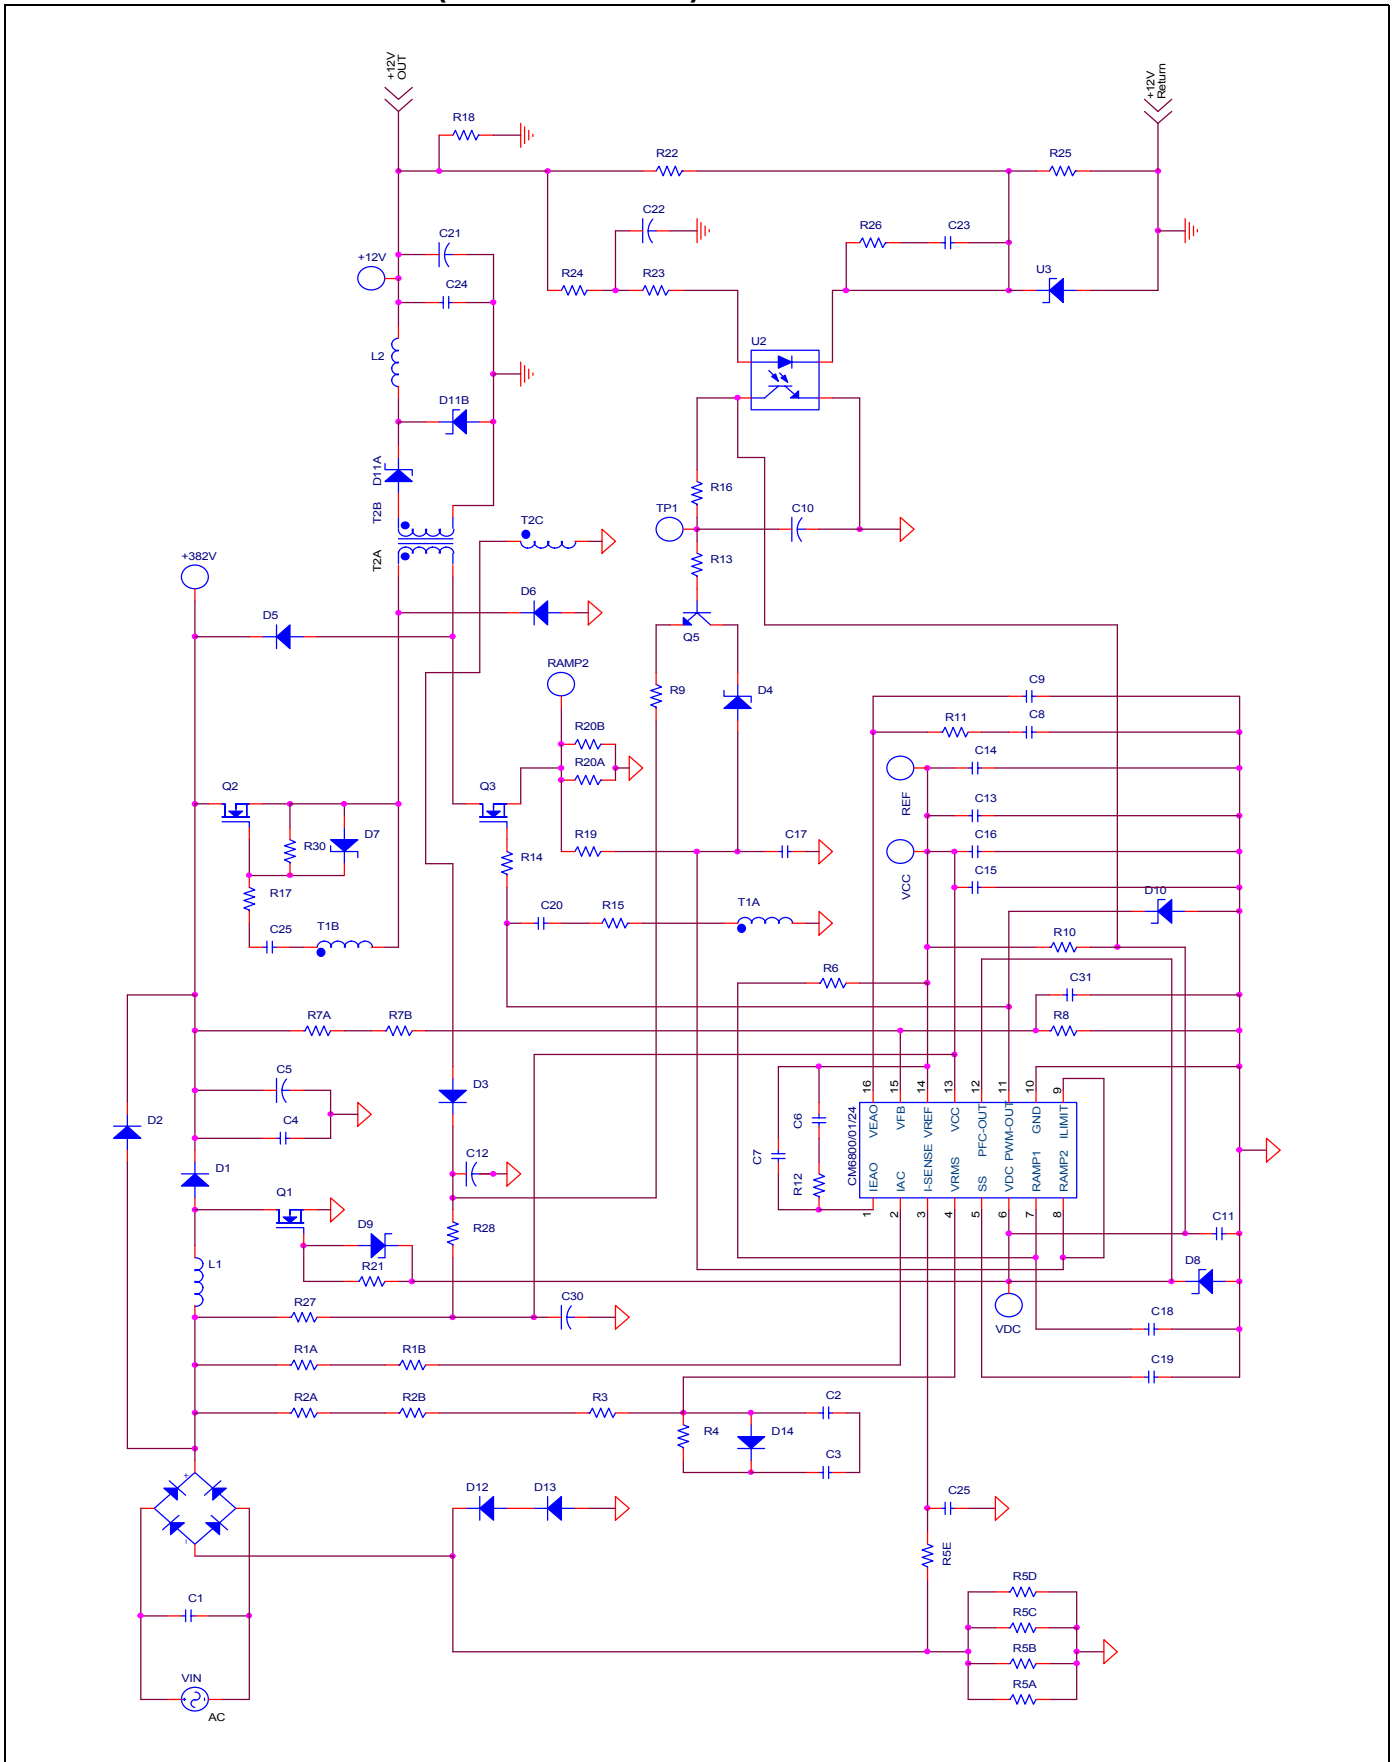 +12V
OUT
+12V
Return
R18
R22
R25
C22
C21
R26
C23
+12V
R24
R23
U3
C24
U2
L2
D11B
D11A
R16
T2B
TP1
C10
T2C
T2A
+382V
R13
D6
D5
Q5
RAMP2
R9
D4
C9
R20B
R11
C8
R20A
C14
Q2
Q3
REF
C13
R30
D7
R19
C17
C16
R14
VCC
C15
R17
D10
T1B
C20
R15
T1A
C25
R10
R6
C31
R7A
R7B
R8
C5
D3
16
15
14
13
12
11
10
9
D2
C4
C6
CM6800/01/24
VEAO
VFB
VREF
VCC
PFC-OUT
PWM-OUT
GND
ILIMIT
C7
R12
IEAO
IAC
I-SENSE
VRMS
SS
VDC
RAMP1
RAMP2
C12
D1
1
2
3
4
5
6
7
8
Q1
D9
R28
C11
R21
L1
D8
R27
C30
VDC
C18
R1A
R1B
C19
R2A
R2B
R3
C2
R4
D14
C3
+
-
D12
D13
C25
R5E
R5D
C1
R5C
R5B
VIN
R5A
AC